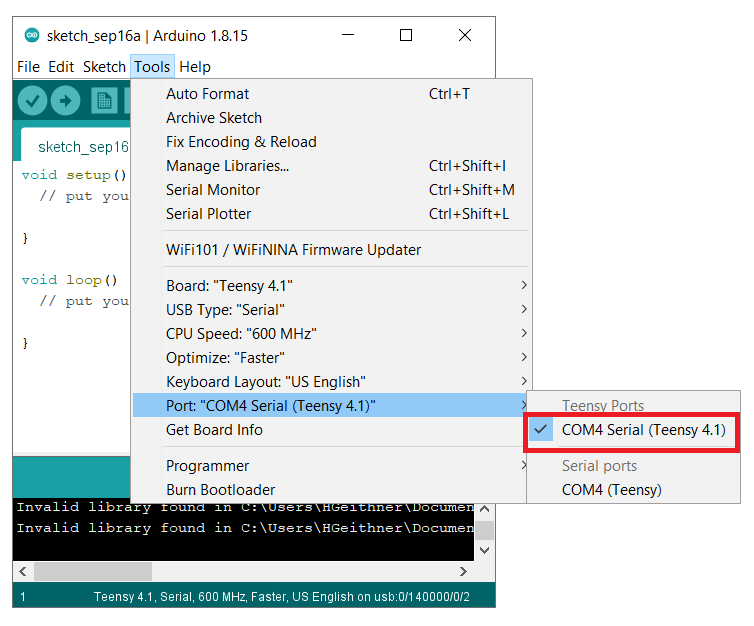 sketch_sep16a | Arduino 1.8.15
File Edit Sketch Tools Help
Auto Format Ctrl+T
Archive Sketch
Fix Encoding & Reload
Manage Libraries... Ctrl+Shift+I
Serial Monitor Ctrl+Shift+M
Serial Plotter Ctrl+Shift+L
WiFi101 / WiFiNINA Firmware Updater
Board: "Teensy 4.1"
USB Type: "Serial"
CPU Speed: "600 MHz"
Optimize: "Faster"
Keyboard Layout: "US English"
Port: "COM4 Serial (Teensy 4.1)"
Get Board Info
Programmer
Burn Bootloader
Teensy Ports
COM4 Serial (Teensy 4.1)
Serial ports
COM4 (Teensy)
sketch_sep16
void setup()
// put you
}
void loop()
// put you
}
Invalid library found in C:\Users\HGeithner\Documen
Invalid library found in C:\Users\HGeithner\Documen
1 Teensy 4.1, Serial, 600 MHz, Faster, US English on usb:0/140000/0/2